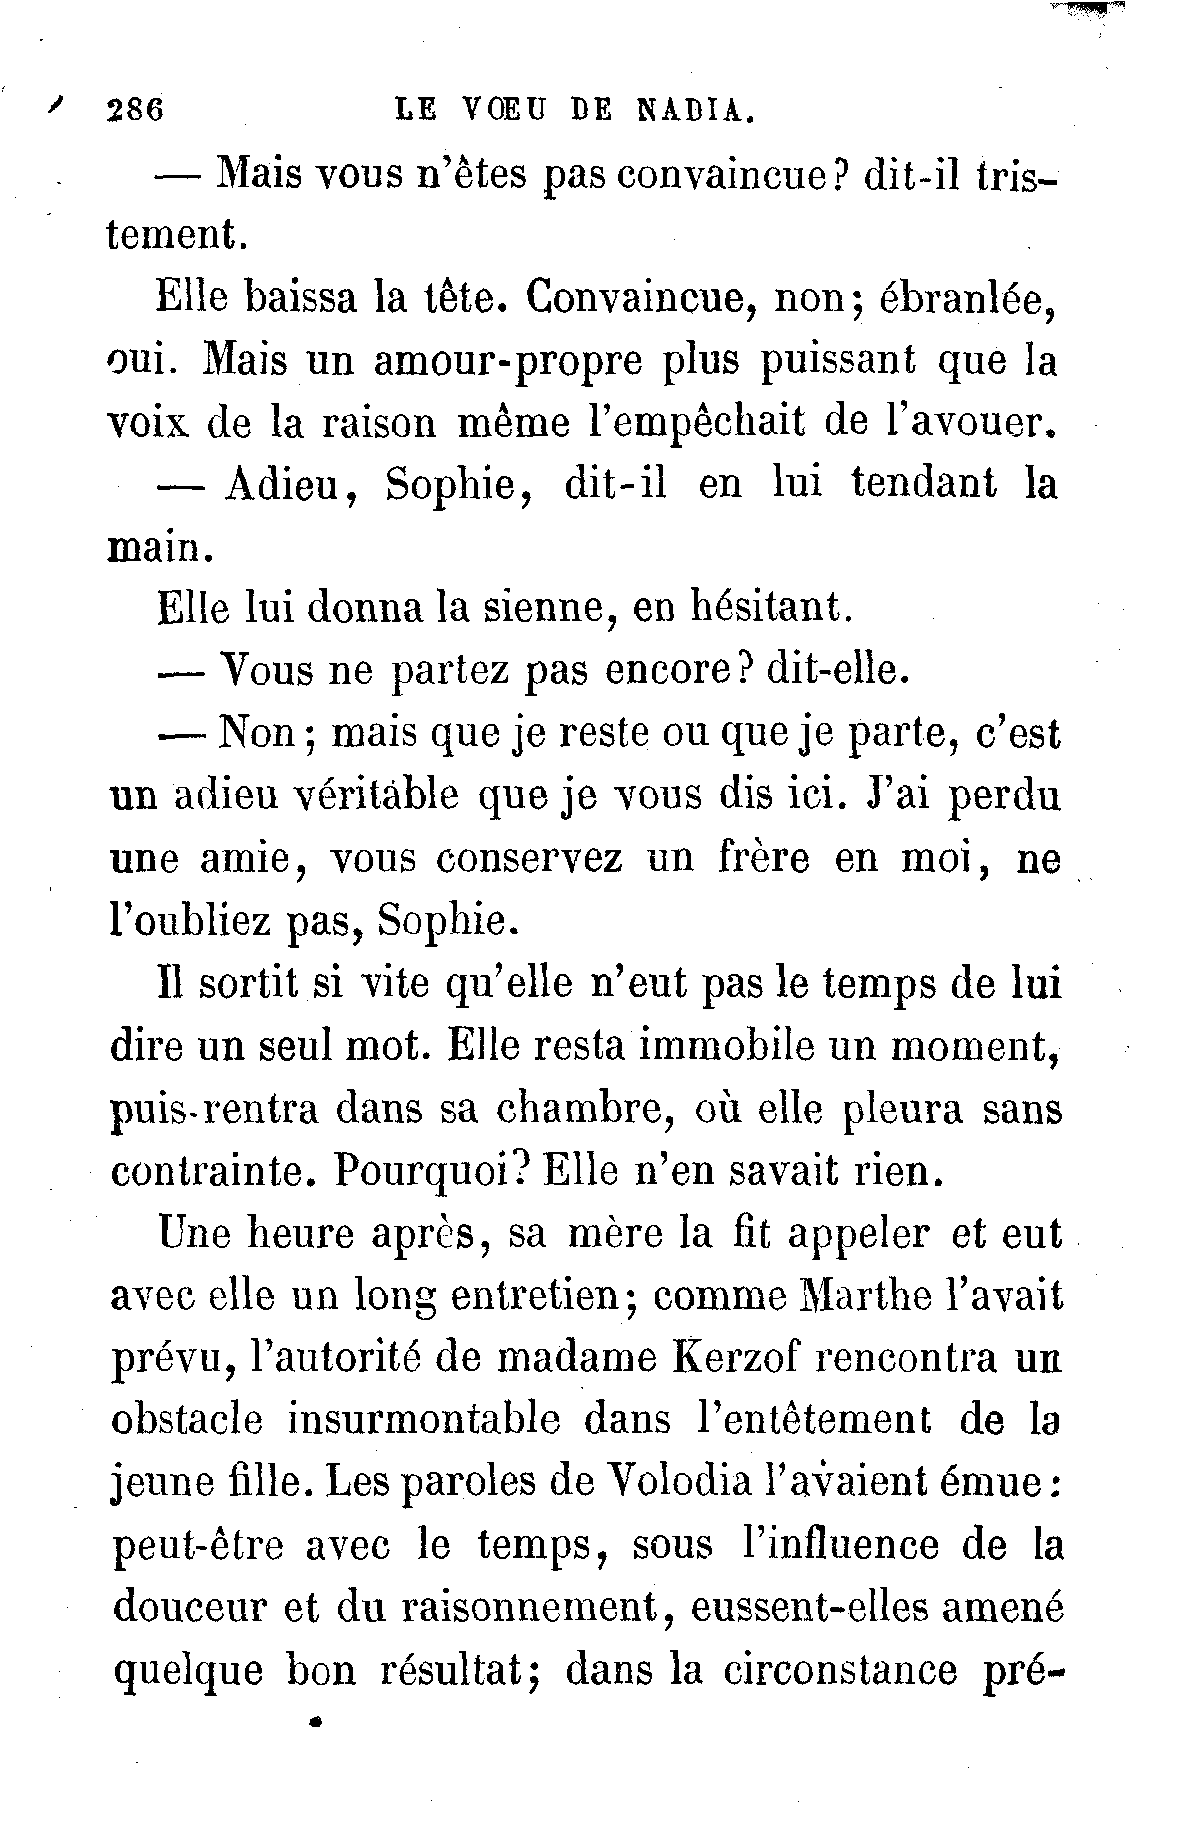 286 LE VŒU DE NADIA.
— Mais vous n'êtes pas convaincue? dit-il tris-
tement.
Elle baissa la tête. Convaincue, non; ébranlée,
oui. Mais un amour-propre plus puissant que la
voix de la raison même l'empêchait de l'avouer.
— Adieu, Sophie, dit-il en lui tendant la
main.
Elle lui donna la sienne, en hésitant.
— Vous ne partez pas encore? dit-elle.
— Non; mais que je reste ou que je parte, c'est
un adieu véritable que je vous dis ici. J'ai perdu
une amie, vous conservez un frère en moi, ne
l'oubliez pas, Sophie.
Il sortit si vite qu'elle n'eut pas le temps de lui
dire un seul mot. Elle resta immobile un moment,
puis rentra dans sa chambre, où elle pleura sans
contrainte. Pourquoi? Elle n'en savait rien.
Une heure après, sa mère la fit appeler et eut
avec elle un long entretien; comme Marthe l'avait
prévu, l'autorité de madame Kerzof rencontra un
obstacle insurmontable dans l'entêtement de la
jeune fille. Les paroles de Volodia l'avaient émue:
peut-être avec le temps, sous l'influence de la
douceur et du raisonnement, eussent-elles amené
quelque bon résultat; dans la circonstance pré-